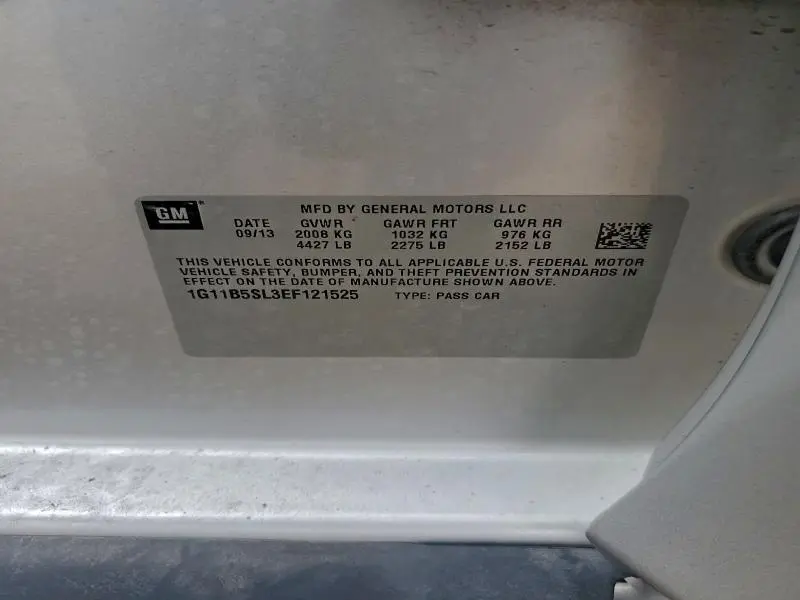 GM ® MFD BY GENERAL MOTORS LLC
DATE GVWR GAWR FRT GAWR RR
09/13 2008 KG 1032 KG 976 KG
4427 LB 2275 LB 2152 LB
THIS VEHICLE CONFORMS TO ALL APPLICABLE U.S. FEDERAL MOTOR
VEHICLE SAFETY, BUMPER, AND THEFT PREVENTION STANDARDS IN
EFFECT ON THE DATE OF MANUFACTURE SHOWN ABOVE.
1G11B5SL3EF121525 TYPE: PASS CAR